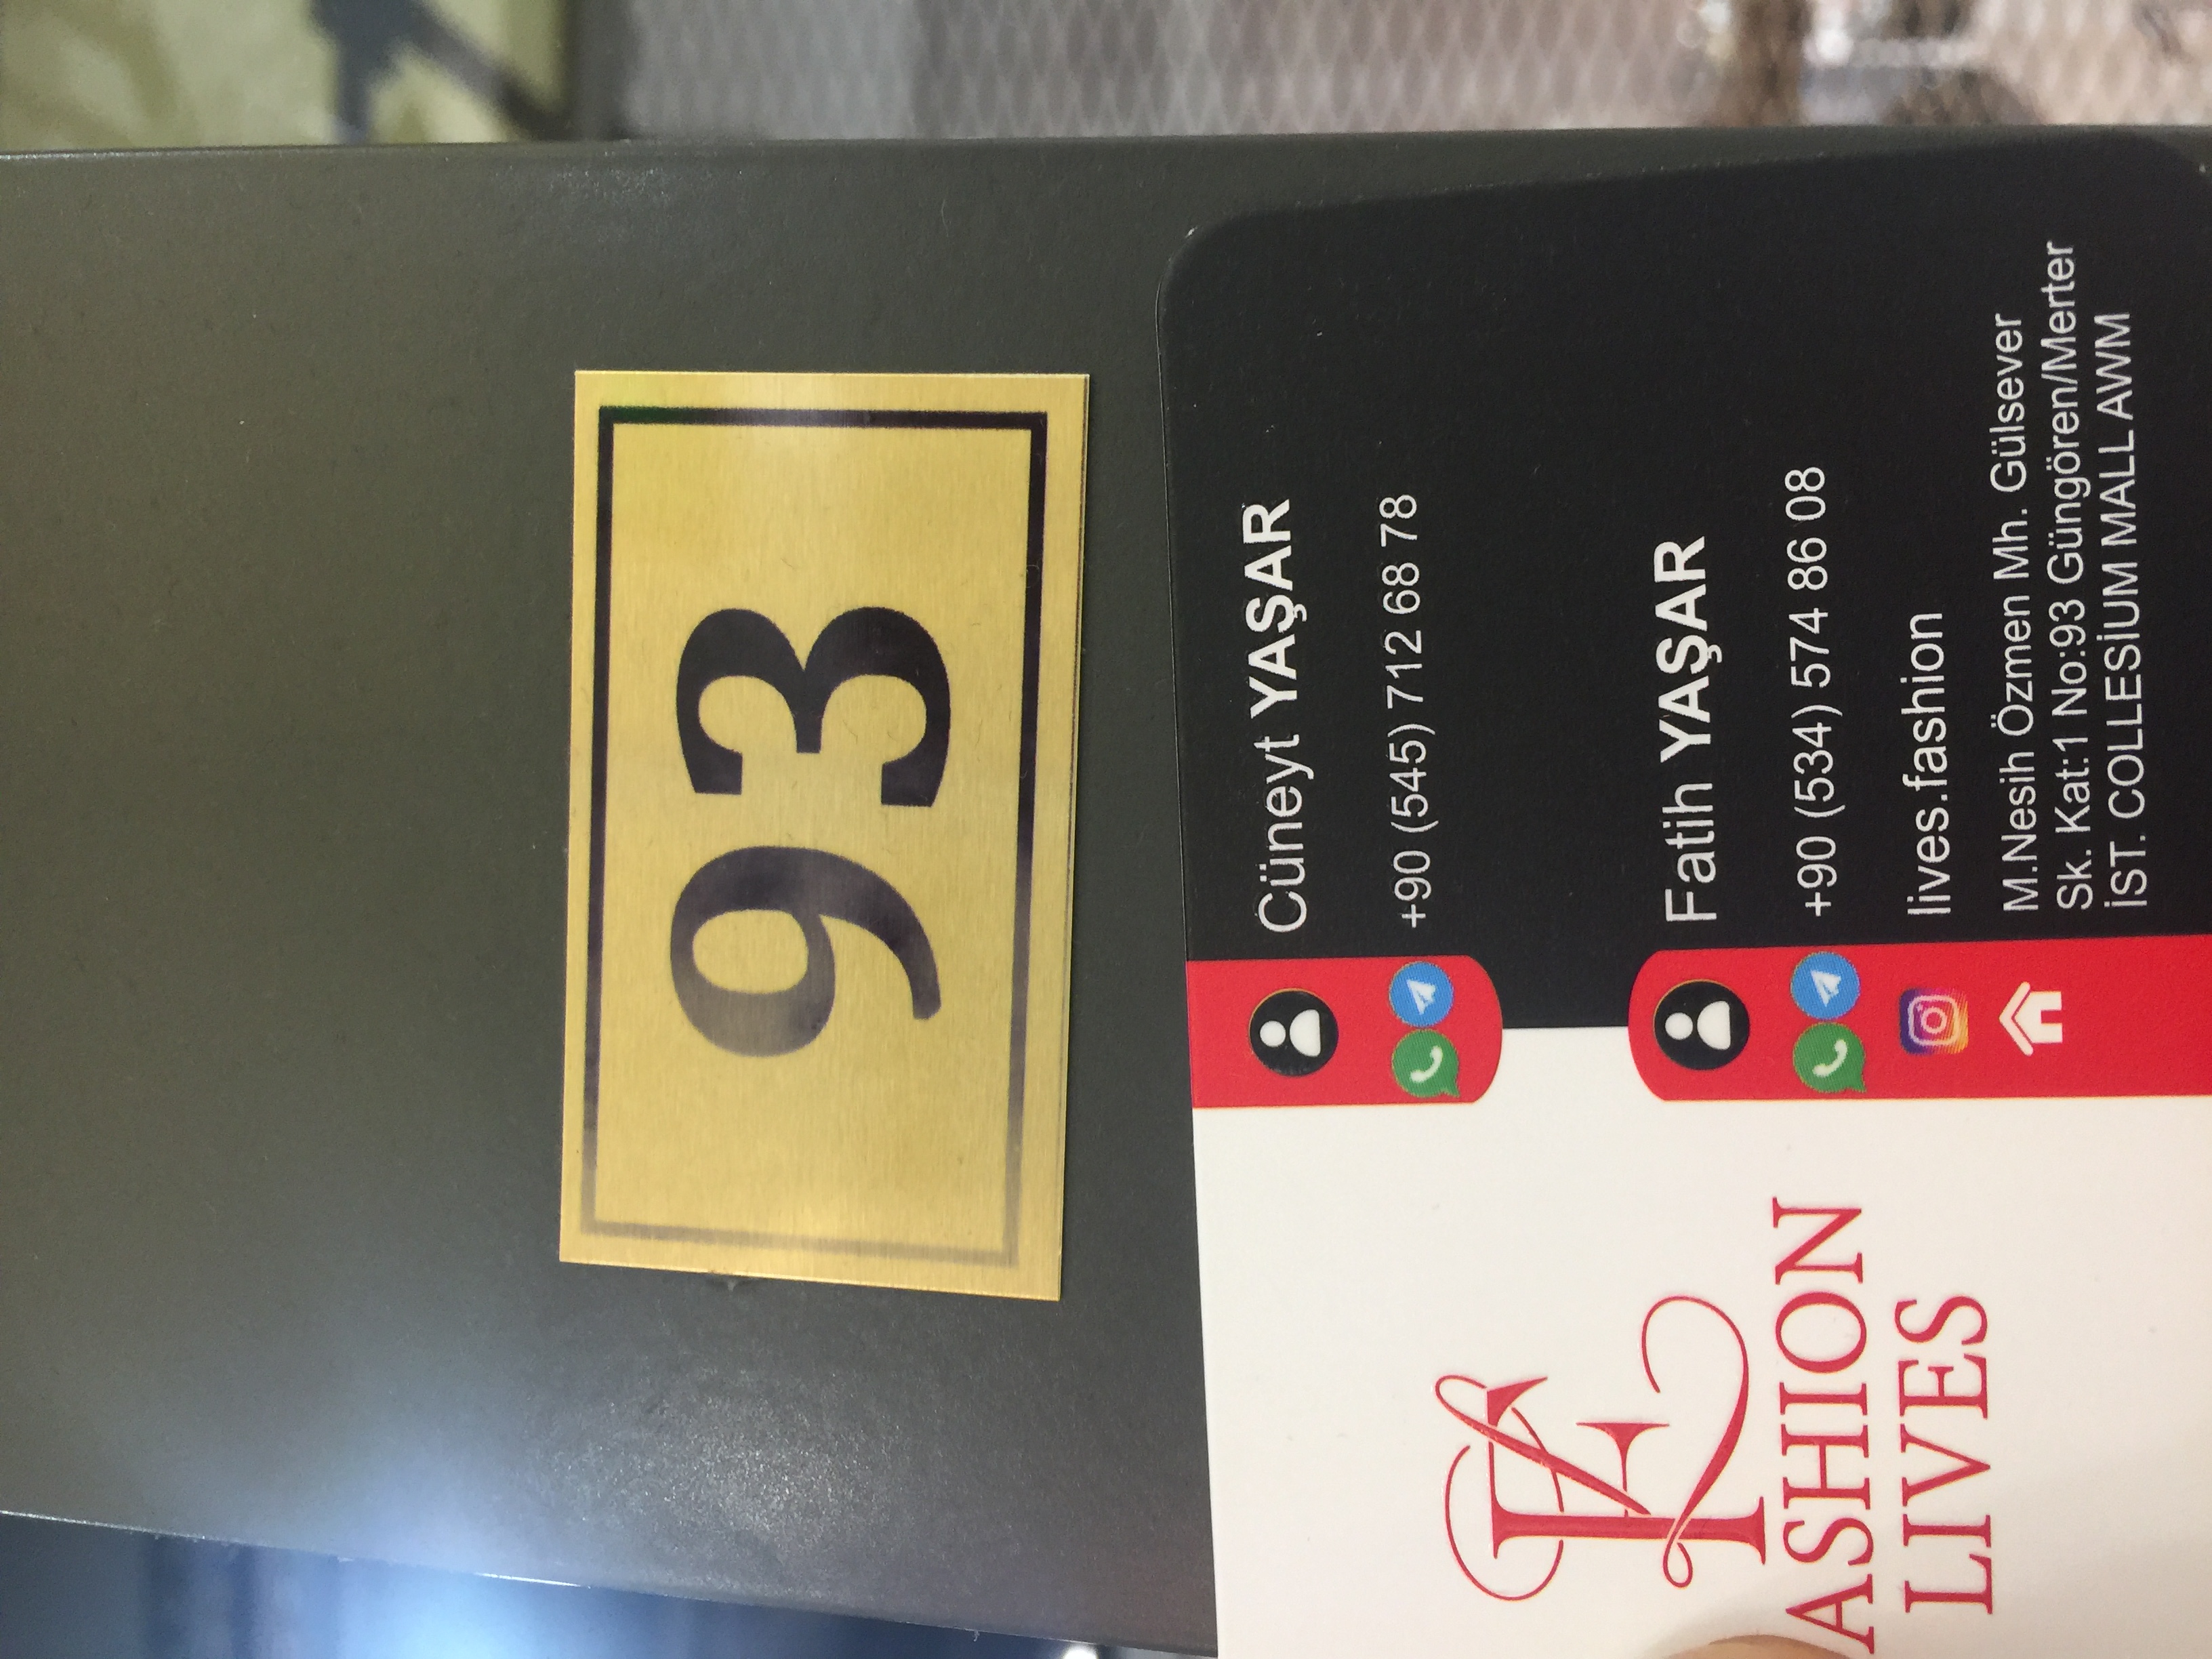 93
Cüneyt YAŞAR
+90 (545) 712 68 78
FASHION
LIVES
Fatih YAŞAR
+90 (534) 574 86 08
lives.fashion
M.Nesih Özmen Mh. Gülsever
Sk. Kat:1 No:93 Güngören/Merter
İST. COLLESİUM MALL AWM